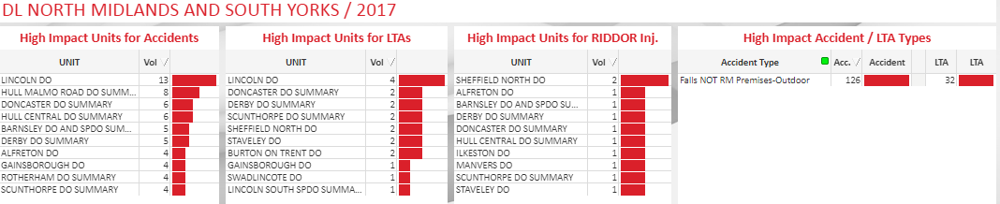 DL NORTH MIDLANDS AND SOUTH YORKS / 2017
High Impact Units for Accidents
UNIT Vol /
LINCOLN DO 13
HULL MALMO ROAD DO SUMM... 8
DONCASTER DO SUMMARY 6
HULL CENTRAL DO SUMMARY 6
BARNSLEY DO AND SPDO SUM... 5
DERBY DO SUMMARY 5
ALFRETON DO 4
GAINSBOROUGH DO 4
ROTHERHAM DO SUMMARY 4
SCUNTHORPE DO SUMMARY 4
High Impact Units for LTAs
UNIT Vol /
LINCOLN DO 4
DONCASTER DO SUMMARY 2
DERBY DO SUMMARY 2
SCUNTHORPE DO SUMMARY 2
SHEFFIELD NORTH DO 2
STAVELEY DO 2
BURTON ON TRENT DO 2
GAINSBOROUGH DO 1
SWADLINCOTE DO 1
LINCOLN SOUTH SPDO SUMMA... 1
High Impact Units for RIDDOR Inj.
UNIT Vol /
SHEFFIELD NORTH DO 2
ALFRETON DO 1
BARNSLEY DO AND SPDO SU... 1
DERBY DO SUMMARY 1
DONCASTER DO SUMMARY 1
HULL CENTRAL DO SUMMARY 1
ILKESTON DO 1
MANVERS DO 1
SCUNTHORPE DO SUMMARY 1
STAVELEY DO 1
High Impact Accident / LTA Types
Accident Type Acc. / Accident LTA LTA
Falls NOT RM Premises-Outdoor 126 32